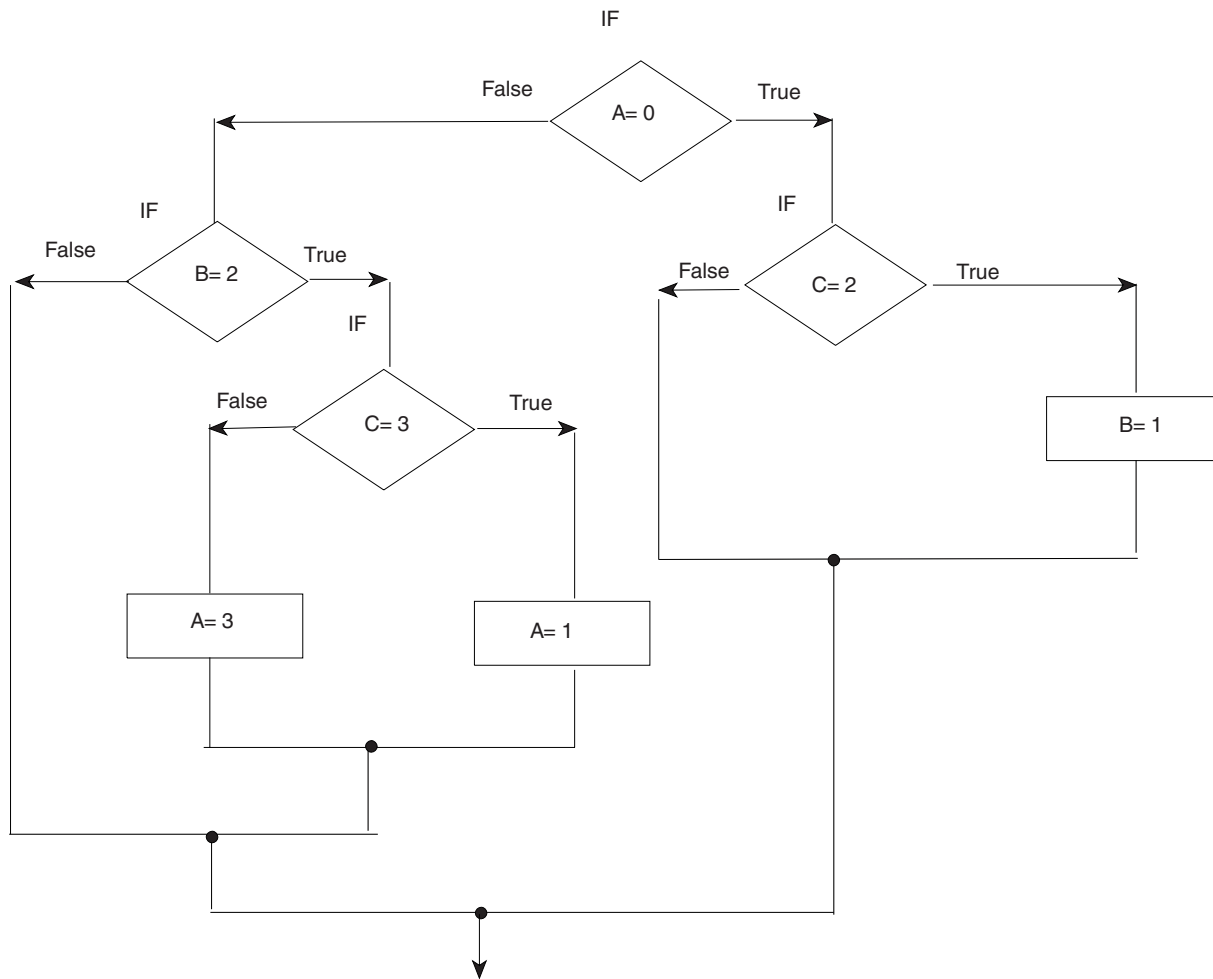 IF
False
A= 0
True
IF
IF
False
B= 2
True
False
C= 2
True
IF
False
C= 3
True
B= 1
A= 3
A= 1